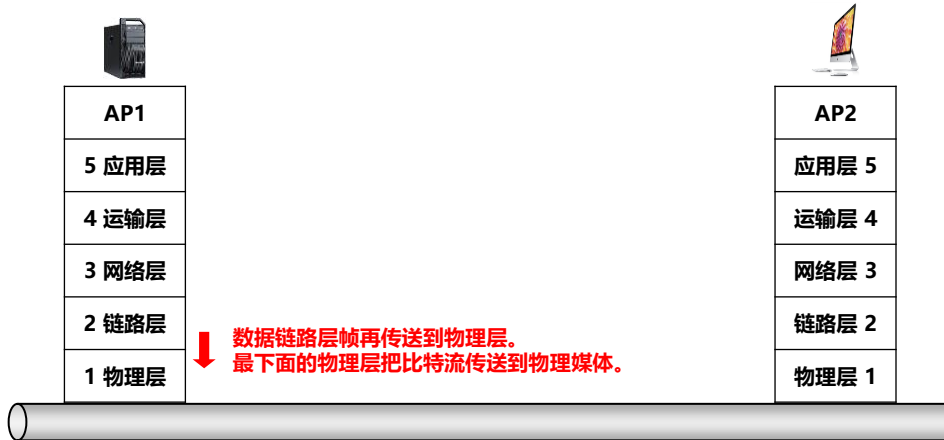 AP1
5 应用层
4 运输层
3 网络层
2 链路层
1 物理层
数据链路层帧再传送到物理层。
最下面的物理层把比特流传送到物理媒体。
AP2
应用层 5
运输层 4
网络层 3
链路层 2
物理层 1